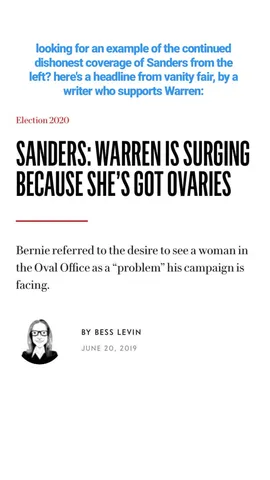 looking for an example of the continued
dishonest coverage of Sanders from the
left? here's a headline from vanity fair, by a
writer who supports Warren:
Election 2020
SANDERS: WARREN IS SURGING
BECAUSE SHE'S GOT OVARIES
Bernie referred to the desire to see a woman in
the Oval Office as a “problem” his campaign is
facing.
BY BESS LEVIN
JUNE 20, 2019